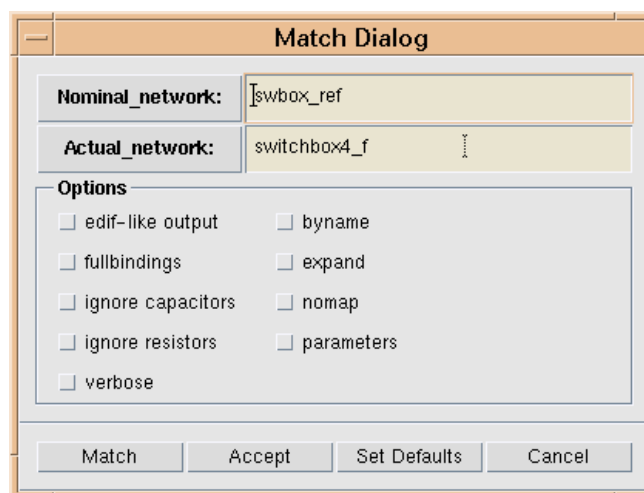 Match Dialog
Nominal_network: swbox_ref
Actual_network: switchbox4_f
Options
edif-like output byname
fullbindings expand
ignore capacitors nomap
ignore resistors parameters
verbose
Match Accept Set Defaults Cancel